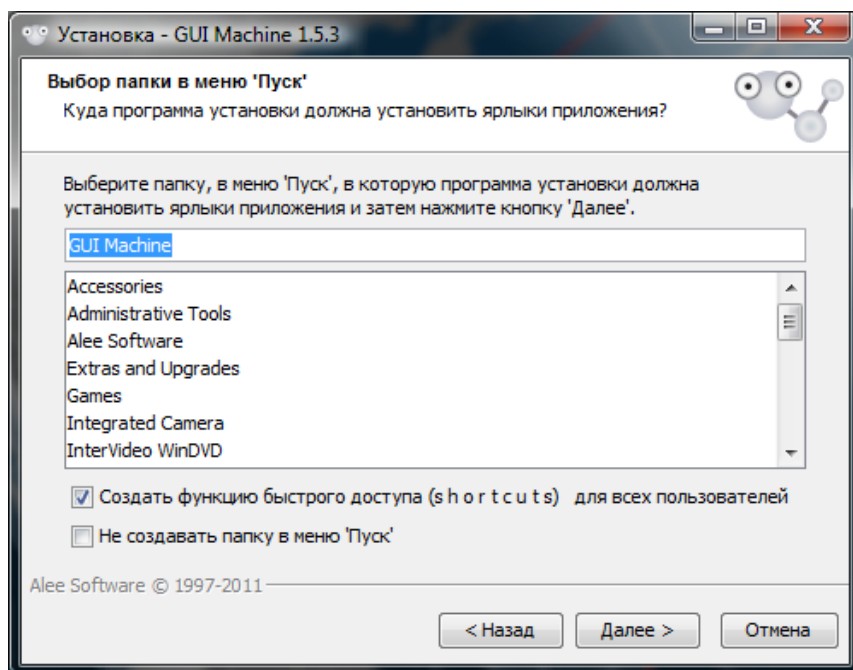 Установка - GUI Machine 1.5.3
Выбор папки в меню 'Пуск'
Куда программа установки должна установить ярлыки приложения?
Выберите папку, в меню 'Пуск', в которую программа установки должна
установить ярлыки приложения и затем нажмите кнопку 'Далее'.
GUI Machine
Accessories
Administrative Tools
Alee Software
Extras and Upgrades
Games
Integrated Camera
InterVideo WinDVD
Создать функцию быстрого доступа (shortcuts) для всех пользователей
Не создавать папку в меню 'Пуск'
Alee Software © 1997-2011
< Назад Далее > Отмена